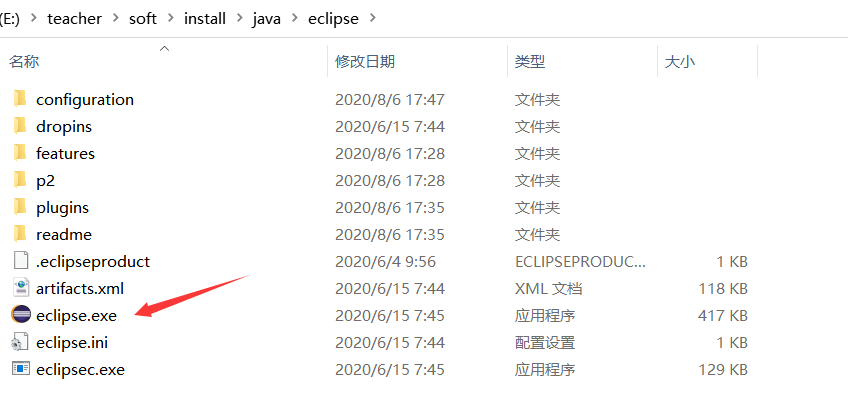 (E:) > teacher > soft > install > java > eclipse >
名称 修改日期 类型 大小
configuration 2020/8/6 17:47 文件夹
dropins 2020/6/15 7:44 文件夹
features 2020/8/6 17:28 文件夹
p2 2020/8/6 17:28 文件夹
plugins 2020/8/6 17:35 文件夹
readme 2020/8/6 17:35 文件夹
.eclipseproduct 2020/6/4 9:56 ECLIPSEPRODUC... 1 KB
artifacts.xml 2020/6/15 7:44 XML 文档 118 KB
eclipse.exe 2020/6/15 7:45 应用程序 417 KB
eclipse.ini 2020/6/15 7:44 配置设置 1 KB
eclipsec.exe 2020/6/15 7:45 应用程序 129 KB